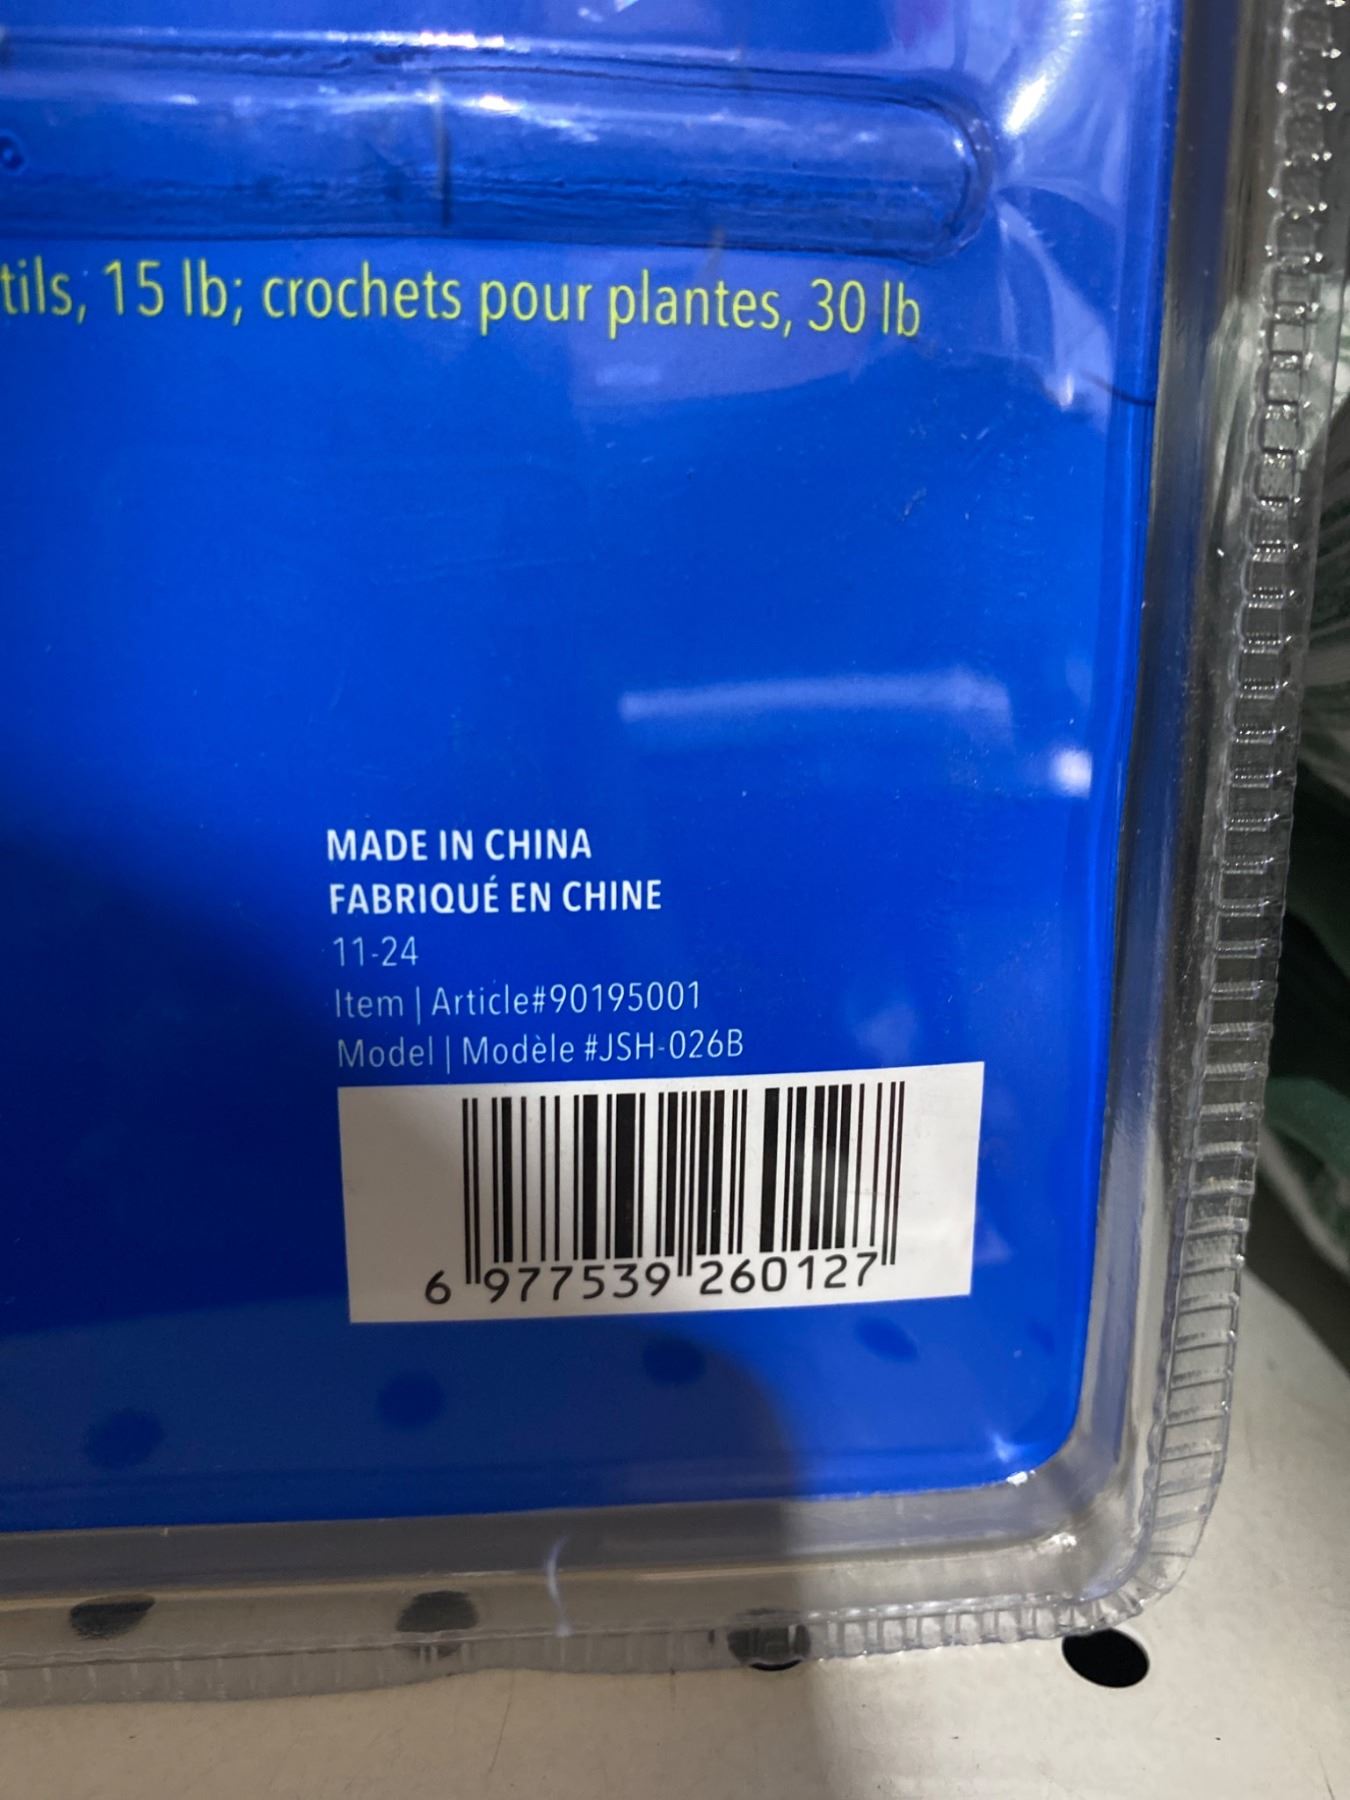 tils, 15 lb; crochets pour plantes, 30 lb
MADE IN CHINA
FABRIQUÉ EN CHINE
11-24
Item | Article#90195001
Model | Modèle #JSH-026B
6 977539 260127